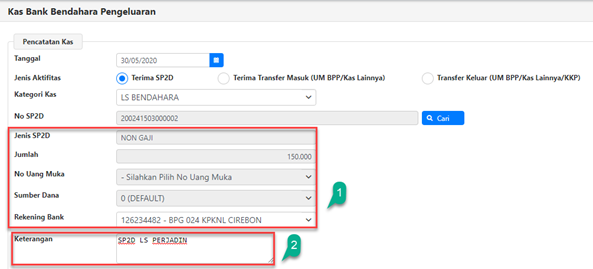 Kas Bank Bendahara Pengeluaran
Pencatatan Kas
Tanggal 30/05/2020
Jenis Aktifitas Terima SP2D Terima Transfer Masuk (UM BPP/Kas Lainnya) Transfer Keluar (UM BPP/Kas Lainnya/KKP)
Kategori Kas LS BENDAHARA
No SP2D 200241503000002 Cari
Jenis SP2D NON GAJI
Jumlah 150.000
No Uang Muka - Silahkan Pilih No Uang Muka
Sumber Dana 0 (DEFAULT)
1
Rekening Bank 126234482 - BPG 024 KPKNL CIREBON
Keterangan SP2D LS PERJADIN
2